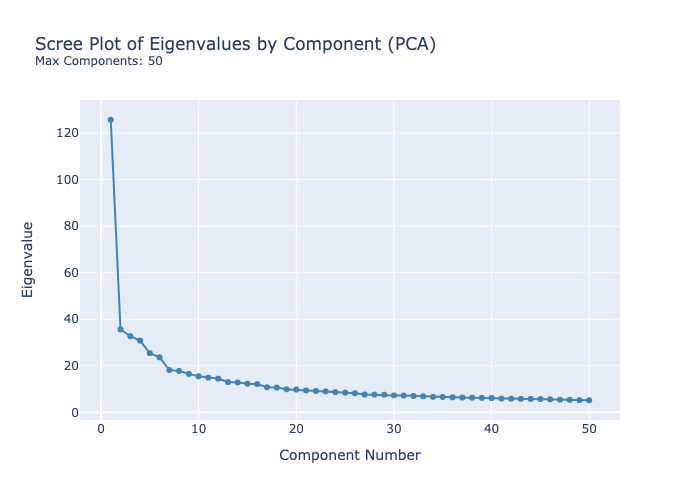 Scree Plot of Eigenvalues by Component (PCA)
Max Components: 50
120
100
80
60
40
20
0
Eigenvalue
0 10 20 30 40 50
Component Number